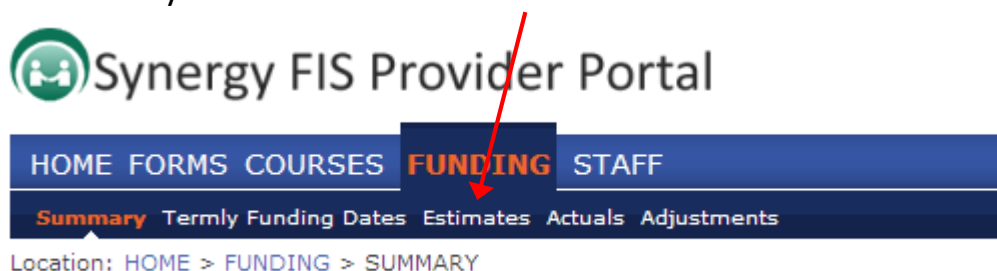 Synergy FIS Provider Portal
HOME FORMS COURSES FUNDING STAFF
Summary Termly Funding Dates Estimates Actuals Adjustments
Location: HOME > FUNDING > SUMMARY